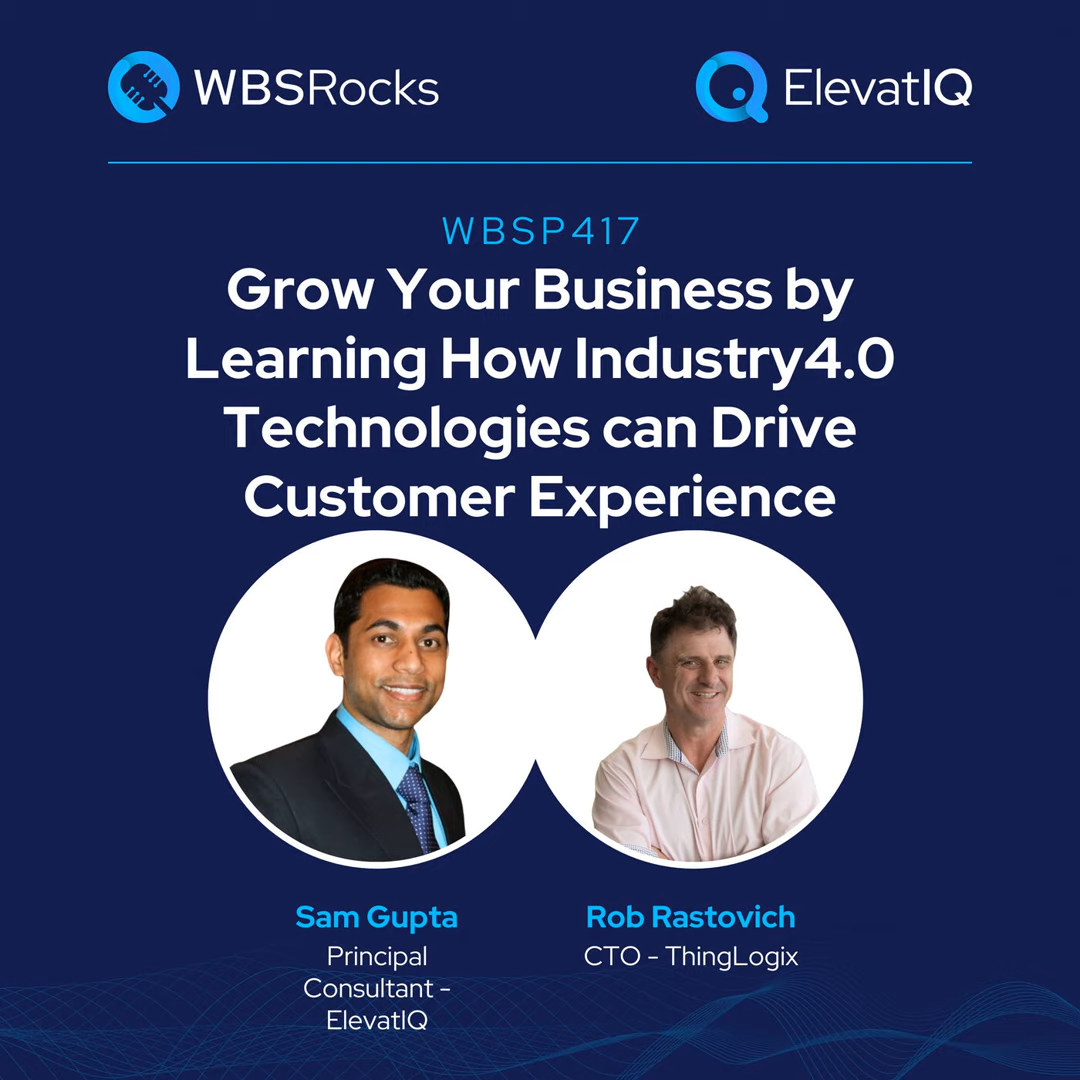 WBSRocks
ElevatIQ
WBSP417
Grow Your Business by
Learning How Industry4.0
Technologies can Drive
Customer Experience
Sam Gupta
Principal
Consultant –
ElevatIQ
Rob Rastovich
CTO – ThingLogix